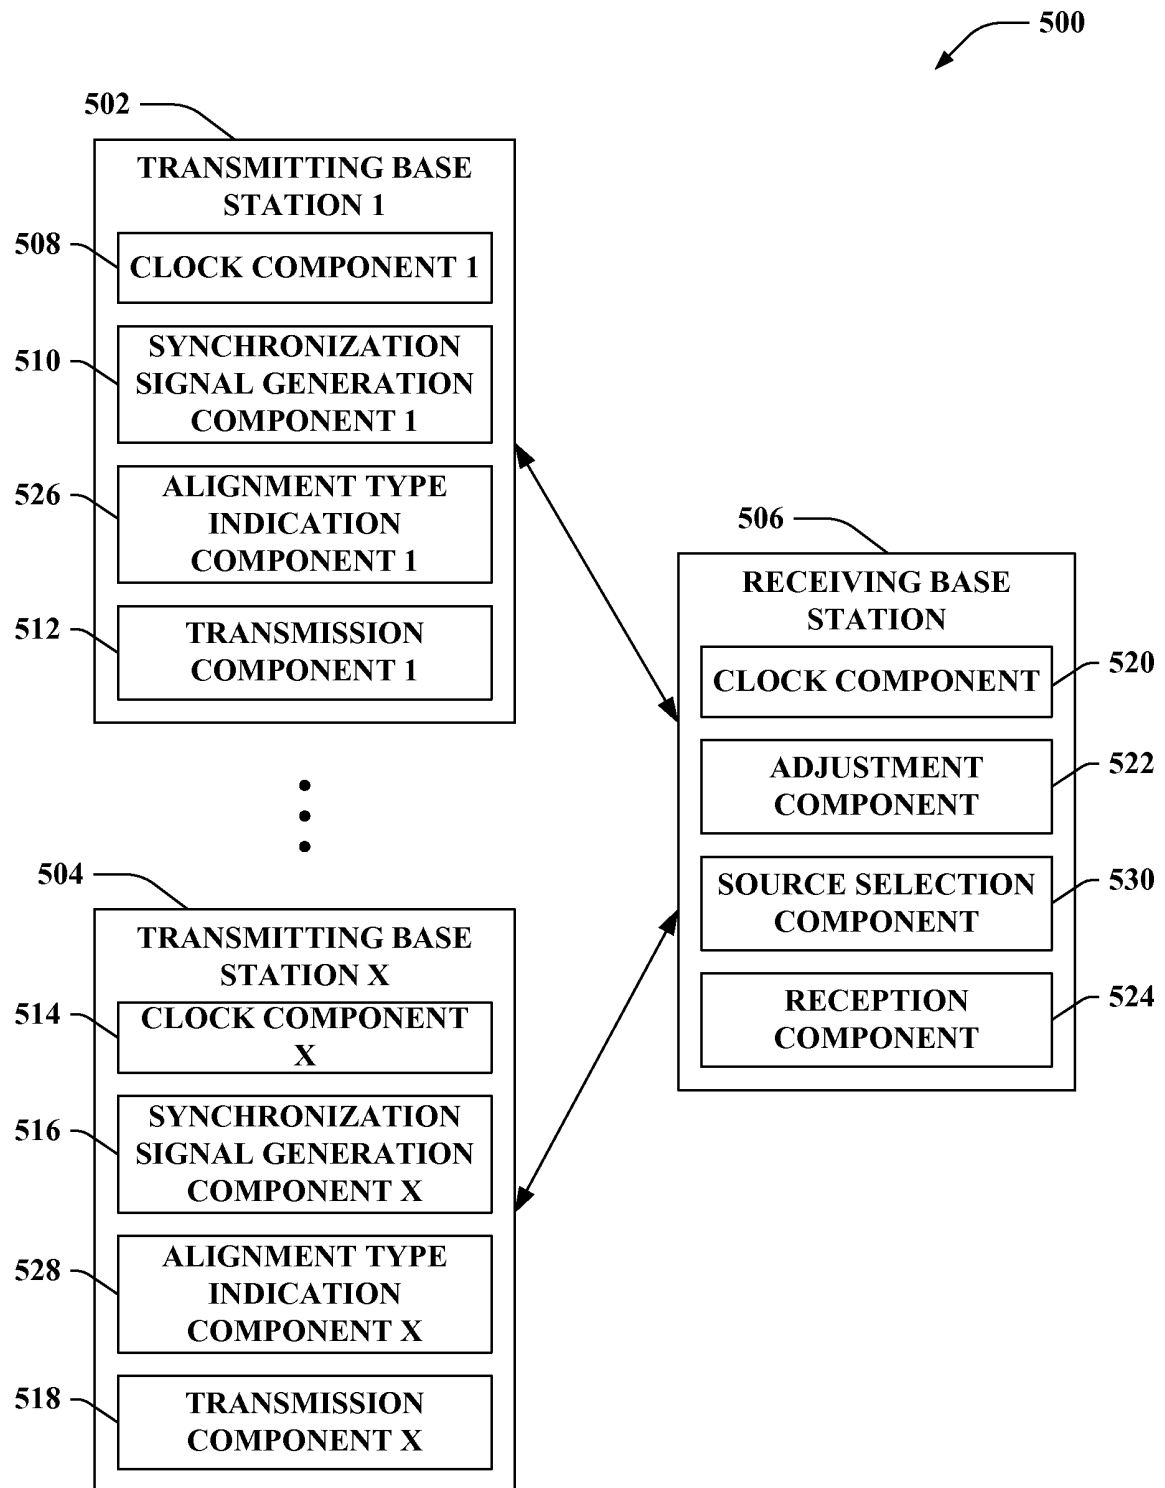 500
502
TRANSMITTING BASE
STATION 1
508
CLOCK COMPONENT 1
510
SYNCHRONIZATION
SIGNAL GENERATION
COMPONENT 1
526
ALIGNMENT TYPE
INDICATION
COMPONENT 1
512
TRANSMISSION
COMPONENT 1
504
TRANSMITTING BASE
STATION X
514
CLOCK COMPONENT
X
516
SYNCHRONIZATION
SIGNAL GENERATION
COMPONENT X
528
ALIGNMENT TYPE
INDICATION
COMPONENT X
518
TRANSMISSION
COMPONENT X
506
RECEIVING BASE
STATION
CLOCK COMPONENT
520
ADJUSTMENT
COMPONENT
522
SOURCE SELECTION
COMPONENT
530
RECEPTION
COMPONENT
524